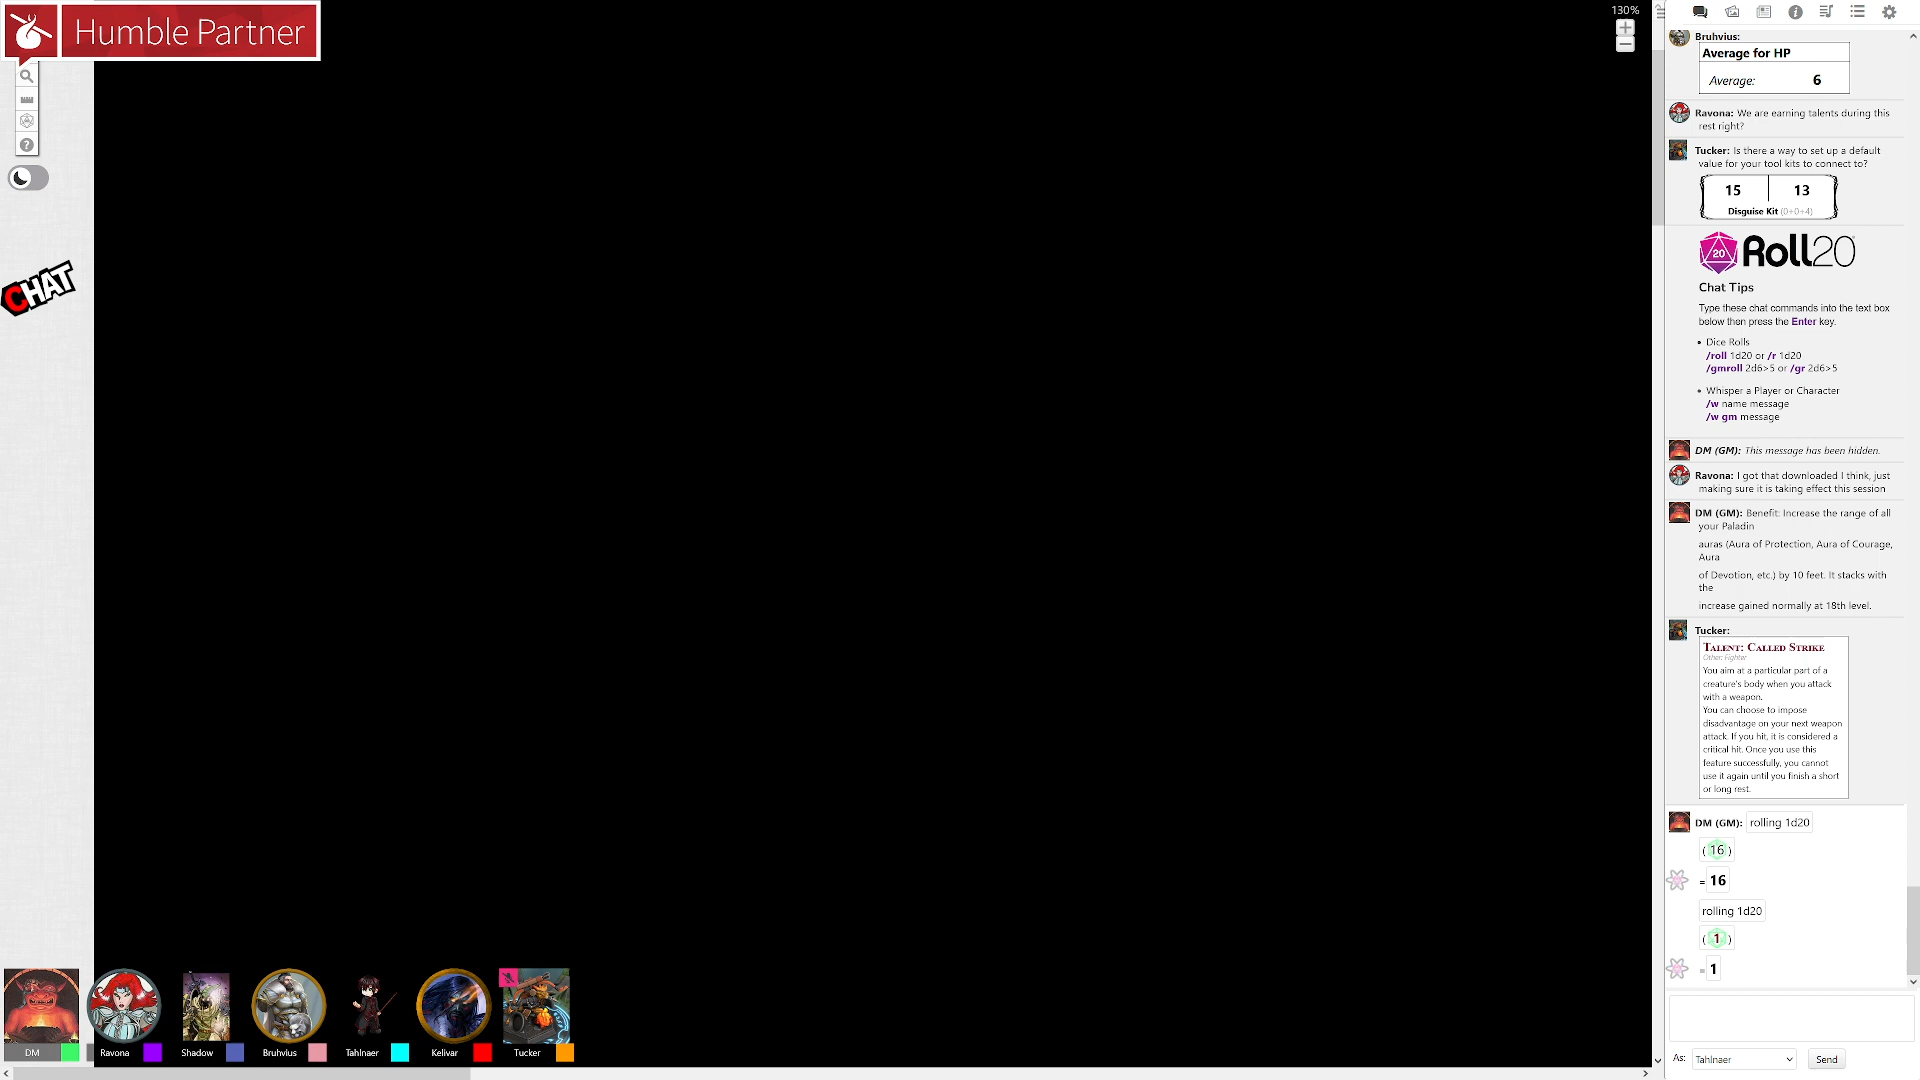 Humble Partner
CHAT
130%
Bruhvius:
Average for HP
Average: 6
Ravona: We are earning talents during this
rest right?
Tucker: Is there a way to set up a default
value for your tool kits to connect to?
15 13
Disguise Kit (0+0+4)
20 Roll20
Chat Tips
Type these chat commands into the text box
below then press the Enter key.
• Dice Rolls
/roll 1d20 or /r 1d20
/gmroll 2d6>5 or /gr 2d6>5
• Whisper a Player or Character
/w name message
/w gm message
DM (GM): This message has been hidden.
Ravona: I got that downloaded I think, just
making sure it is taking effect this session
DM (GM): Benefit: Increase the range of all
your Paladin
auras (Aura of Protection, Aura of Courage,
Aura
of Devotion, etc.) by 10 feet. It stacks with
the
increase gained normally at 18th level.
Tucker:
Talent: Called Strike
Other: Fighter
You aim at a particular part of a
creature's body when you attack
with a weapon.
You can choose to impose
disadvantage on your next weapon
attack. If you hit, it is considered a
critical hit. Once you use this
feature successfully, you cannot
use it again until you finish a short
or long rest.
DM (GM): rolling 1d20
(16)
= 16
rolling 1d20
(1)
= 1
As: Tahlnaer Send
DM Ravona Shadow Bruhvius Tahlnaer Kelivar Tucker